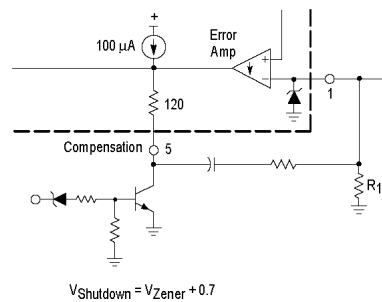 +
100 µA
Error
Amp
+
−
1
120
Compensation
5
R1
VShutdown = VZener + 0.7